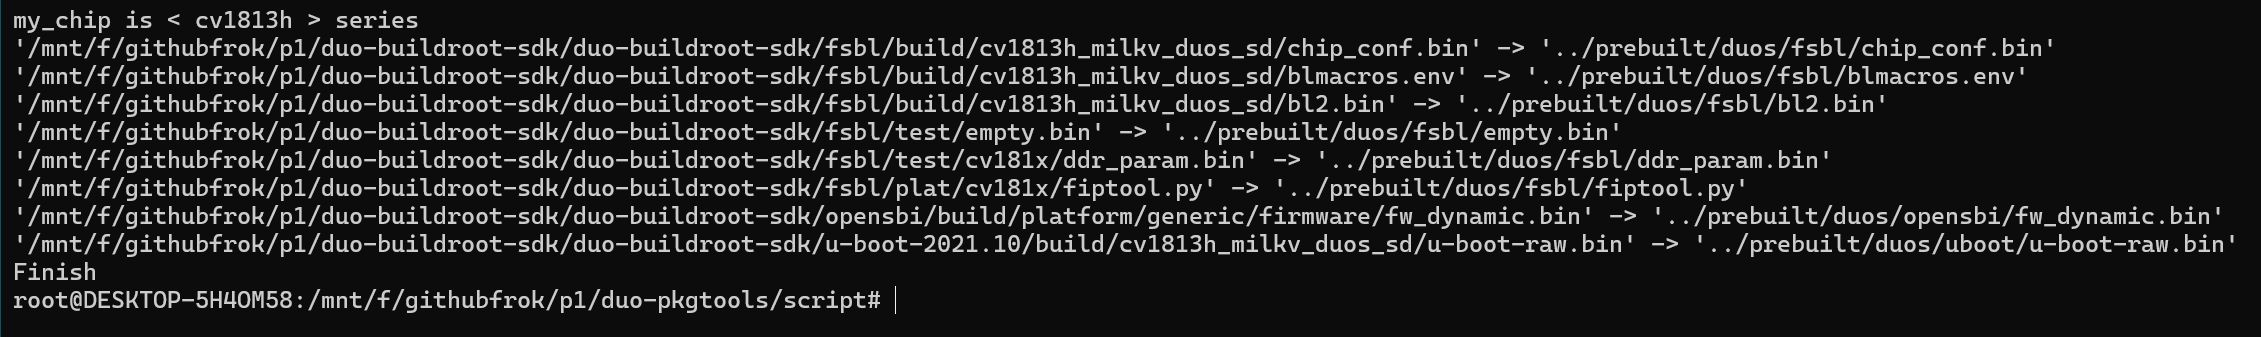 my_chip is < cv1813h > series
'/mnt/f/githubfrok/p1/duo-buildroot-sdk/duo-buildroot-sdk/fsbl/build/cv1813h_milkv_duos_sd/chip_conf.bin' -> '../prebuilt/duos/fsbl/chip_conf.bin'
'/mnt/f/githubfrok/p1/duo-buildroot-sdk/duo-buildroot-sdk/fsbl/build/cv1813h_milkv_duos_sd/blmacros.env' -> '../prebuilt/duos/fsbl/blmacros.env'
'/mnt/f/githubfrok/p1/duo-buildroot-sdk/duo-buildroot-sdk/fsbl/build/cv1813h_milkv_duos_sd/bl2.bin' -> '../prebuilt/duos/fsbl/bl2.bin'
'/mnt/f/githubfrok/p1/duo-buildroot-sdk/duo-buildroot-sdk/fsbl/test/empty.bin' -> '../prebuilt/duos/fsbl/empty.bin'
'/mnt/f/githubfrok/p1/duo-buildroot-sdk/duo-buildroot-sdk/fsbl/test/cv181x/ddr_param.bin' -> '../prebuilt/duos/fsbl/ddr_param.bin'
'/mnt/f/githubfrok/p1/duo-buildroot-sdk/duo-buildroot-sdk/fsbl/plat/cv181x/fiptool.py' -> '../prebuilt/duos/fsbl/fiptool.py'
'/mnt/f/githubfrok/p1/duo-buildroot-sdk/duo-buildroot-sdk/opensbi/build/platform/generic/firmware/fw_dynamic.bin' -> '../prebuilt/duos/opensbi/fw_dynamic.bin'
'/mnt/f/githubfrok/p1/duo-buildroot-sdk/duo-buildroot-sdk/u-boot-2021.10/build/cv1813h_milkv_duos_sd/u-boot-raw.bin' -> '../prebuilt/duos/uboot/u-boot-raw.bin'
Finish
root@DESKTOP-5H4OM58:/mnt/f/githubfrok/p1/duo-pkgtools/script#